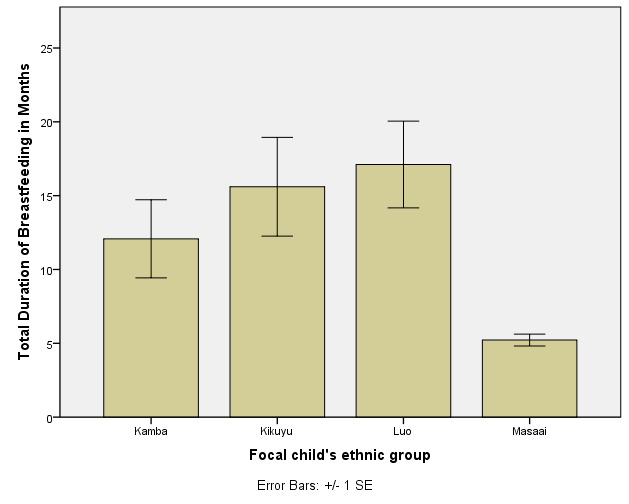 Total Duration of Breastfeeding in Months
25
20
15
10
5
0
Kamba Kikuyu Luo Masaai
Focal child's ethnic group
Error Bars: +/- 1 SE